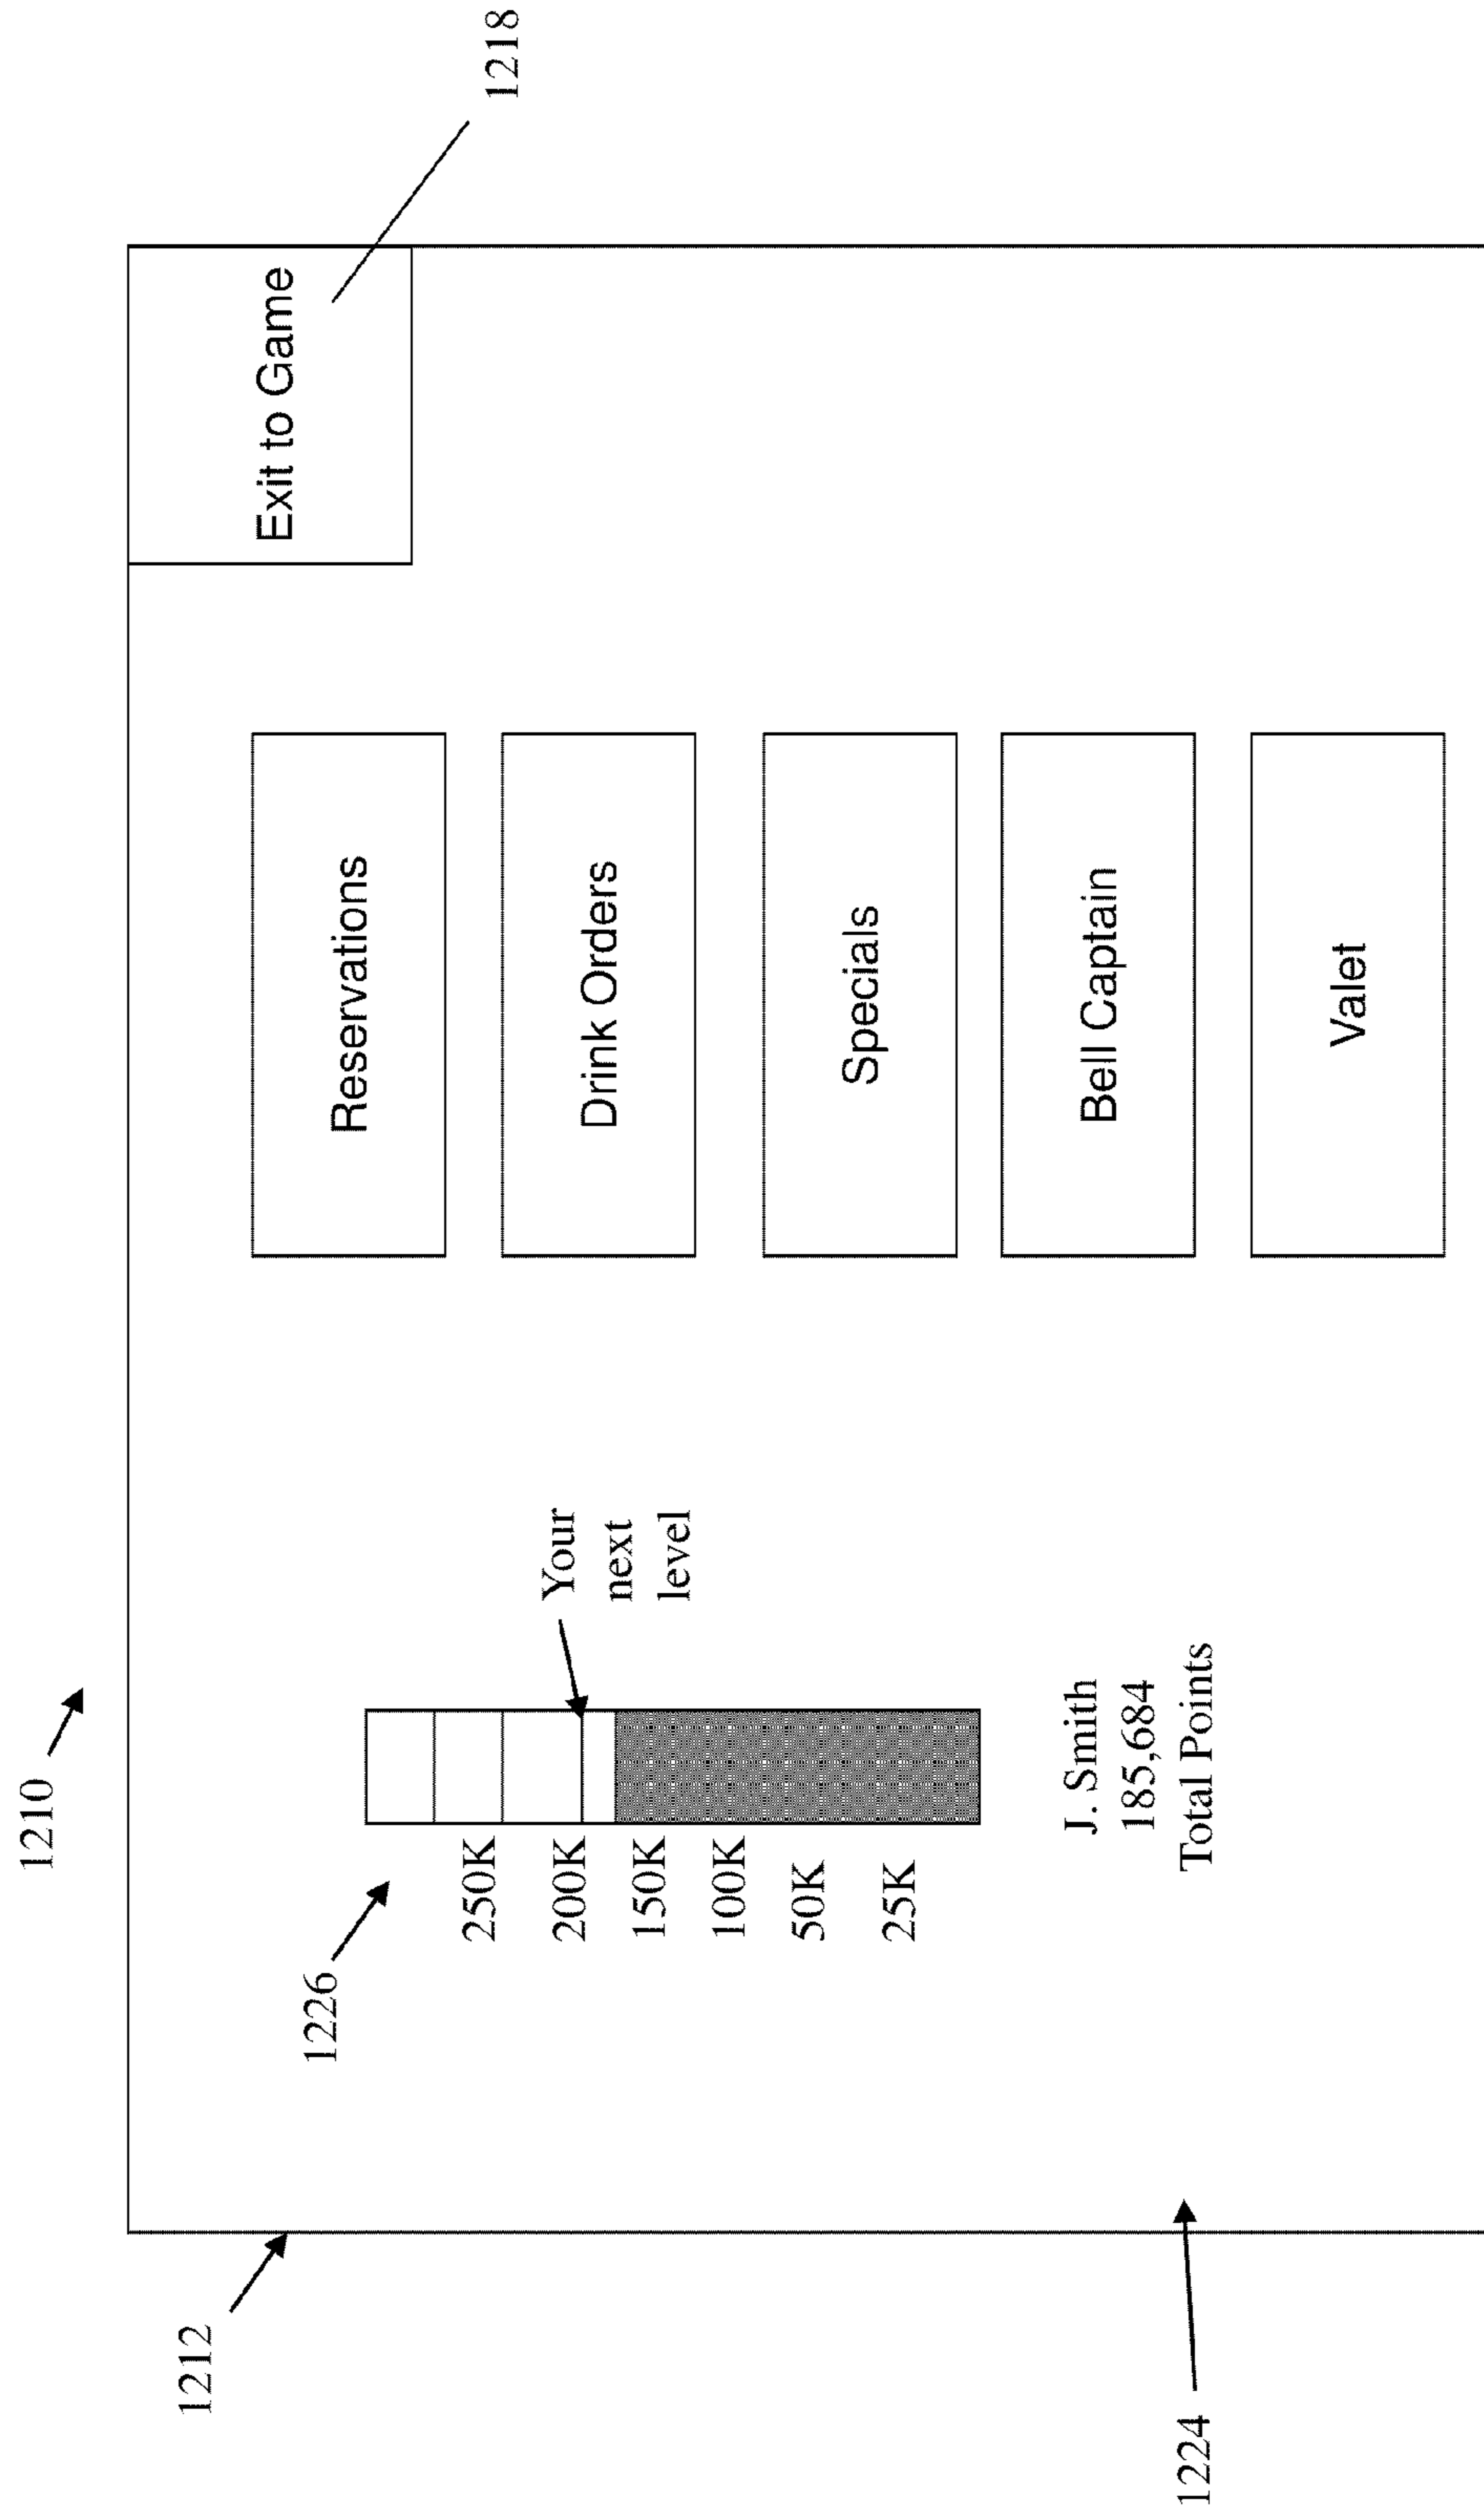 1210
1212
1218
Exit to Game
1226
250K
200K
150K
100K
50K
25K
Your
next
level
J. Smith
185,684
Total Points
Reservations
Drink Orders
Specials
Bell Captain
Valet
1224